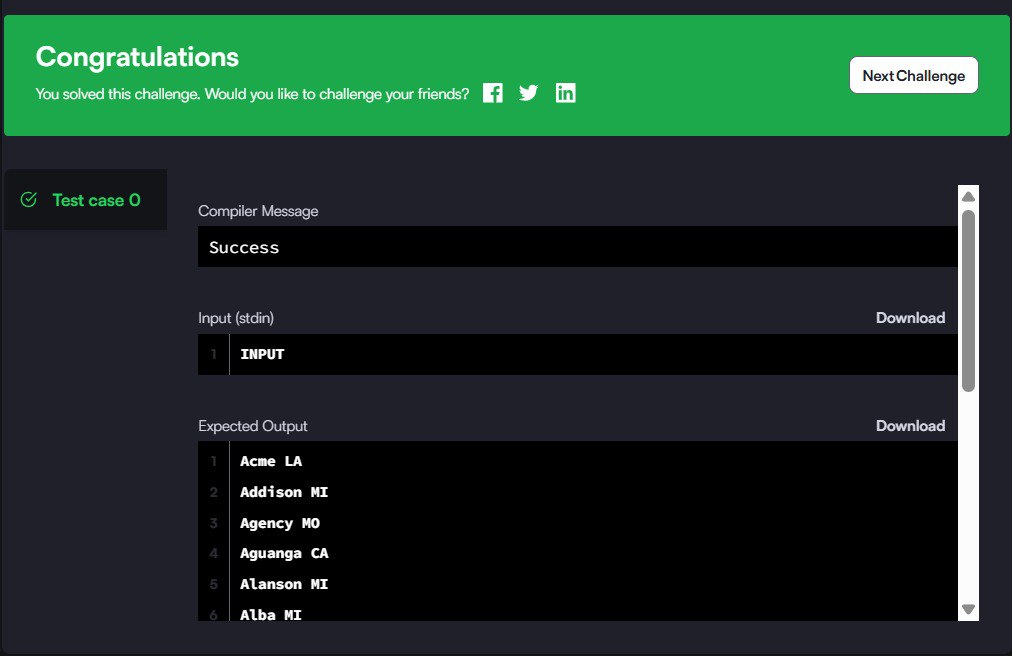 Congratulations
You solved this challenge. Would you like to challenge your friends?
Next Challenge
Test case 0
Compiler Message
Success
Input (stdin)
Download
1 INPUT
Expected Output
Download
1 Acme LA
2 Addison MI
3 Agency MO
4 Aguanga CA
5 Alanson MI
6 Alba MI